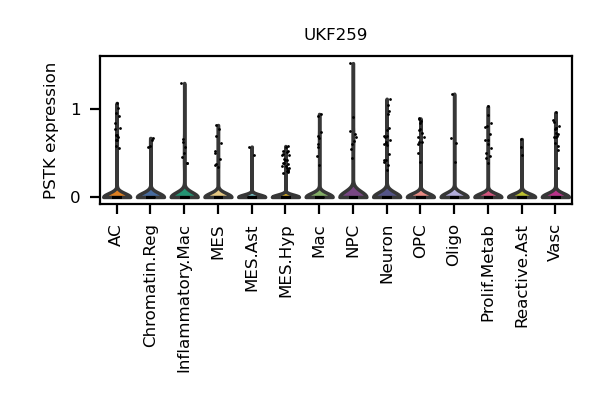 UKF259
PSTK expression
1
0
AC
Chromatin.Reg
Inflammatory.Mac
MES
MES.Ast
MES.Hyp
Mac
NPC
Neuron
OPC
Oligo
Prolif.Metab
Reactive.Ast
Vasc